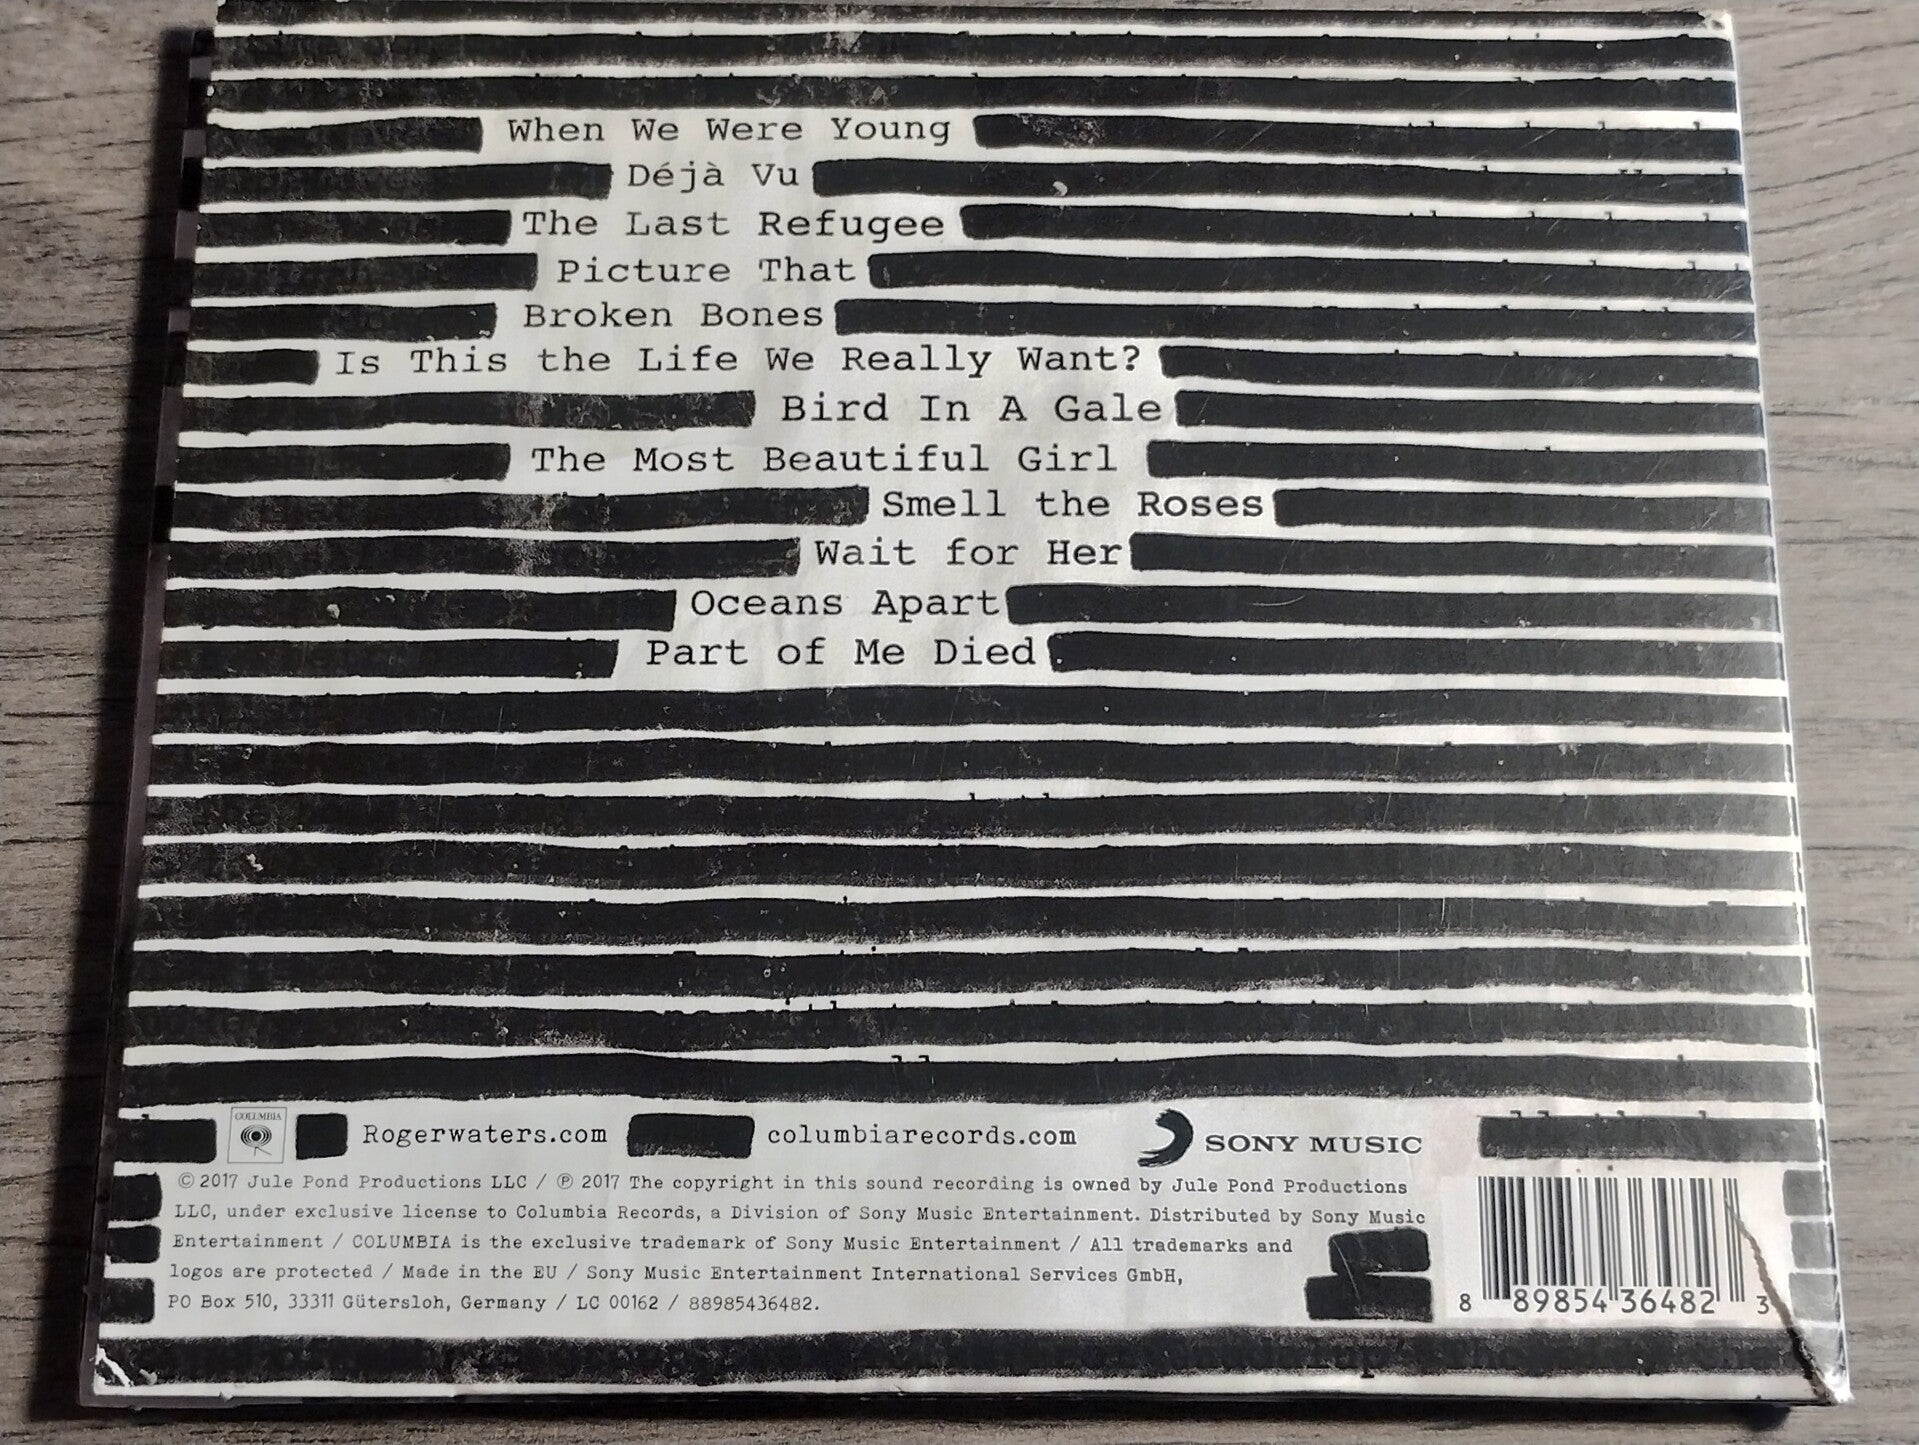 When We Were Young
Déjà Vu
The Last Refugee
Picture That
Broken Bones
Is This the Life We Really Want?
Bird In A Gale
The Most Beautiful Girl
Smell the Roses
Wait for Her
Oceans Apart
Part of Me Died
COLUMBIA Rogerwaters.com columbiarecords.com SONY MUSIC
© 2017 Jule Pond Productions LLC / ℗ 2017 The copyright in this sound recording is owned by Jule Pond Productions
LLC, under exclusive license to Columbia Records, a Division of Sony Music Entertainment. Distributed by Sony Music
Entertainment / COLUMBIA is the exclusive trademark of Sony Music Entertainment / All trademarks and
logos are protected / Made in the EU / Sony Music Entertainment International Services GmbH,
PO Box 510, 33311 Gütersloh, Germany / LC 00162 / 88985436482.
8 89854 36482 3